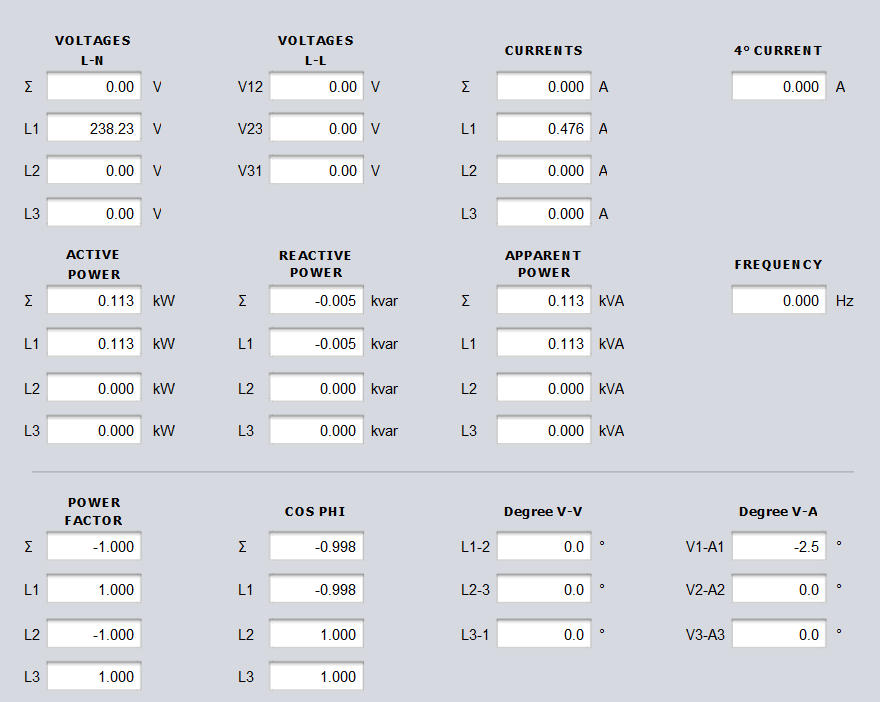 VOLTAGES
L-N
VOLTAGES
L-L
CURRENTS
4° CURRENT
Σ 0.00 V
0.00 V
Σ 0.000 A
0.000 A
L1 238.23 V
V12
V23 0.00 V
L1 0.476 A
L2 0.00 V
V31 0.00 V
L2 0.000 A
L3 0.00 V
L3 0.000 A
ACTIVE
POWER
REACTIVE
POWER
APPARENT
POWER
FREQUENCY
Σ 0.113 kW
Σ -0.005 kvar
Σ 0.113 kVA
0.000 Hz
L1 0.113 kW
L1 -0.005 kvar
L1 0.113 kVA
L2 0.000 kW
L2 0.000 kvar
L2 0.000 kVA
L3 0.000 kW
L3 0.000 kvar
L3 0.000 kVA
POWER
FACTOR
COS PHI
Degree V-V
Degree V-A
Σ -1.000
Σ -0.998
L1-2 0.0 °
V1-A1 -2.5 °
L1 1.000
L1 -0.998
L2-3 0.0 °
V2-A2 0.0 °
L2 -1.000
L2 1.000
L3-1 0.0 °
V3-A3 0.0 °
L3 1.000
L3 1.000